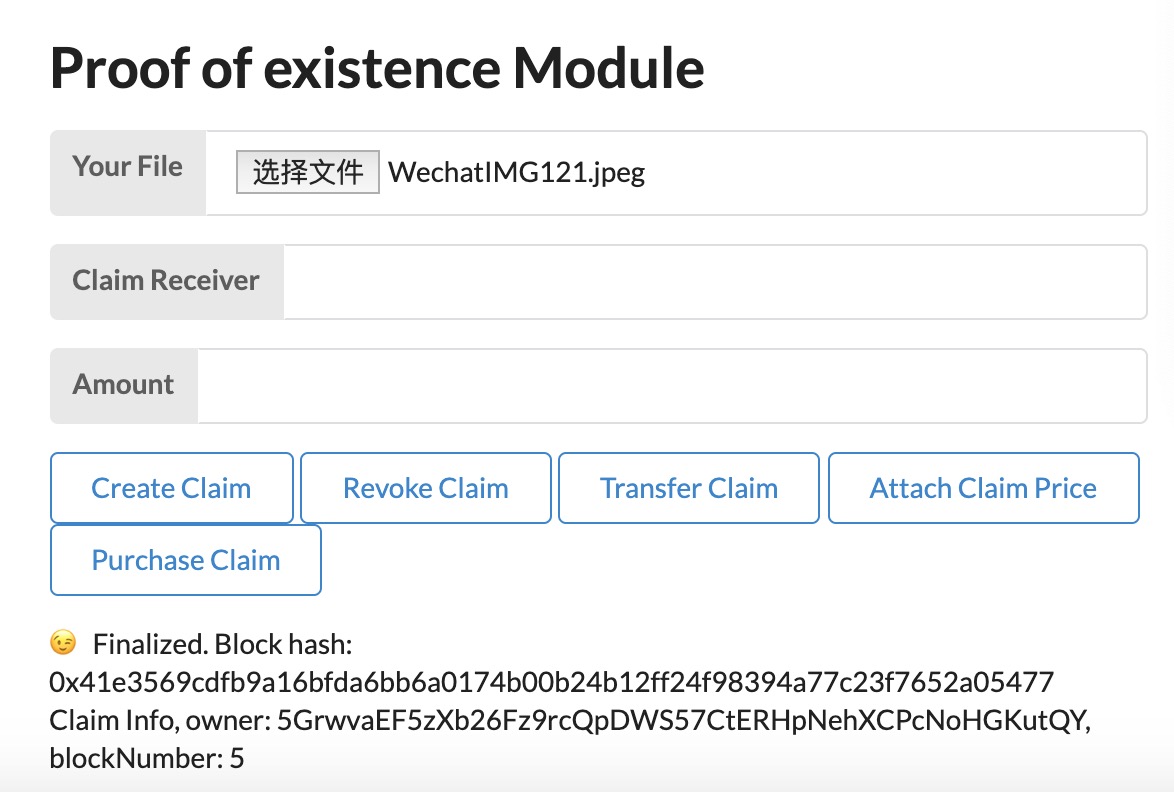 Proof of existence Module
Your File 选择文件 WechatIMG121.jpeg
Claim Receiver
Amount
Create Claim Revoke Claim Transfer Claim Attach Claim Price
Purchase Claim
😉 Finalized. Block hash:
0x41e3569cdfb9a16bfda6bb6a0174b00b24b12ff24f98394a77c23f7652a05477
Claim Info, owner: 5GrwvaEF5zXb26Fz9rcQpDWS57CtERHpNehXCPcNoHGKutQY,
blockNumber: 5